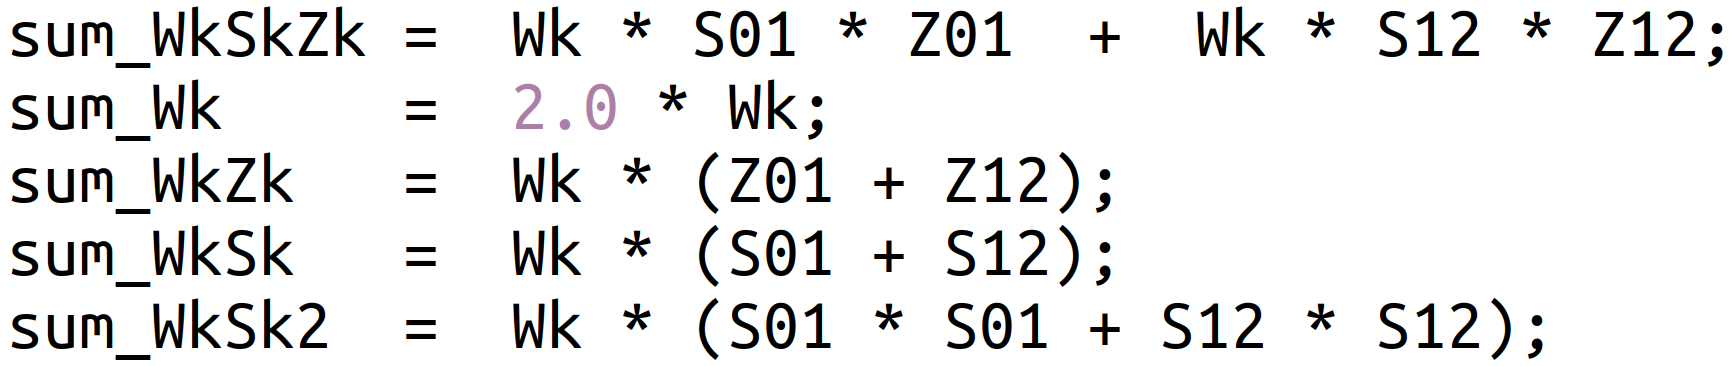 sum_WkSkZk =  Wk * S01 * Z01  +  Wk * S12 * Z12;
sum_Wk     =  2.0 * Wk;
sum_WkZk   =  Wk * (Z01 + Z12);
sum_WkSk   =  Wk * (S01 + S12);
sum_WkSk2  =  Wk * (S01 * S01 + S12 * S12);